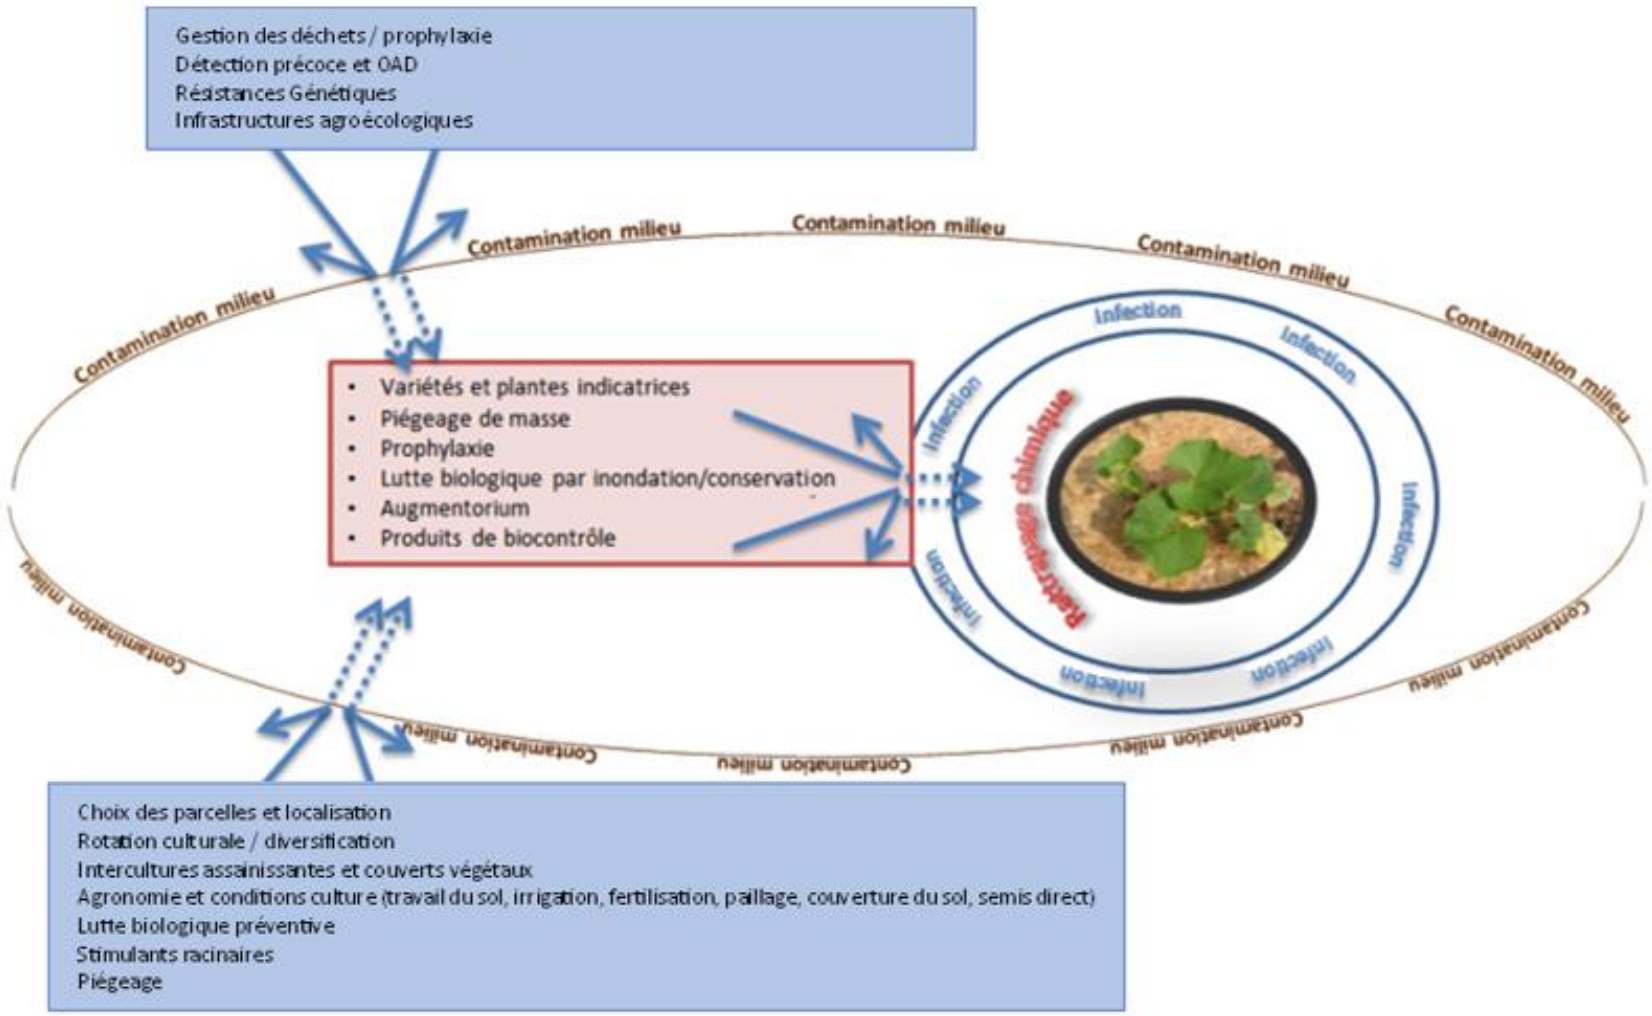 Gestion des déchets / prophylaxie
Détection précoce et OAD
Résistances Génétiques
Infrastructures agroécologiques
Contamination milieu
Contamination milieu
Contamination milieu
Contamination milieu
Contamination milieu
Infection
Infection
Infection
Infection
Infection
Infection
Infection
Rattrapage chimique
• Variétés et plantes indicatrices
• Piégeage de masse
• Prophylaxie
• Lutte biologique par inondation/conservation
• Augmentorium
• Produits de biocontrôle
Contamination milieu
Contamination milieu
Contamination milieu
Contamination milieu
Contamination milieu
Choix des parcelles et localisation
Rotation culturale / diversification
Intercultures assainissantes et couverts végétaux
Agronomie et conditions culture (travail du sol, irrigation, fertilisation, paillage, couverture du sol, semis direct)
Lutte biologique préventive
Stimulants racinaires
Piégeage